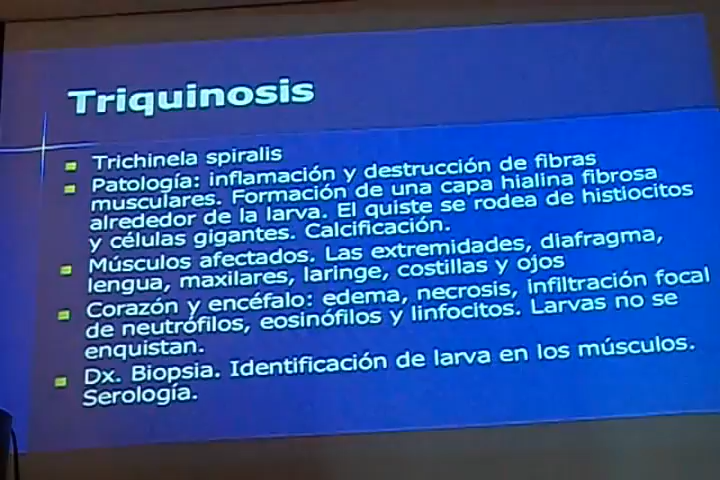 Triquinosis
Trichinela spiralis
Patología: inflamación y destrucción de fibras
musculares. Formación de una capa hialina fibrosa
alrededor de la larva. El quiste se rodea de histiocitos
y células gigantes. Calcificación.
Músculos afectados. Las extremidades, diafragma,
lengua, maxilares, laringe, costillas y ojos
Corazón y encéfalo: edema, necrosis, infiltración focal
de neutrófilos, eosinófilos y linfocitos. Larvas no se
enquistan.
Dx. Biopsia. Identificación de larva en los músculos.
Serología.